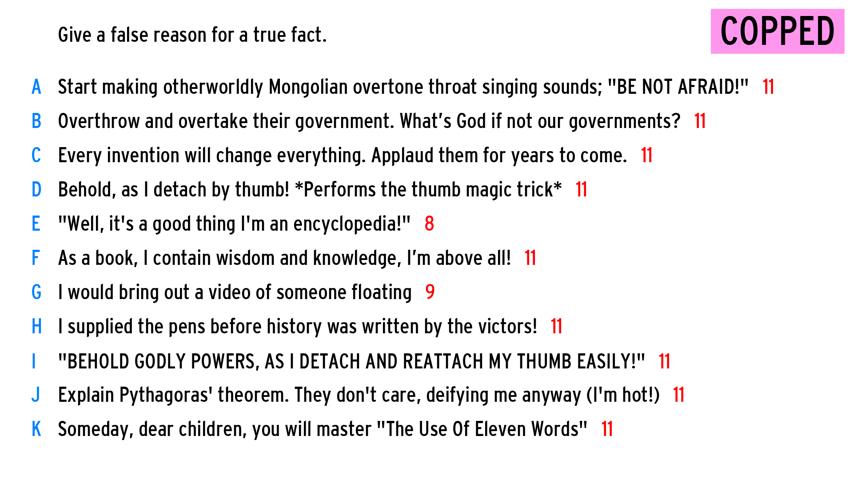 Give a false reason for a true fact.
COPPED
A Start making otherworldly Mongolian overtone throat singing sounds; "BE NOT AFRAID!" 11
B Overthrow and overtake their government. What's God if not our governments? 11
C Every invention will change everything. Applaud them for years to come. 11
D Behold, as I detach by thumb! *Performs the thumb magic trick* 11
E "Well, it's a good thing I'm an encyclopedia!" 8
F As a book, I contain wisdom and knowledge, I'm above all! 11
G I would bring out a video of someone floating 9
H I supplied the pens before history was written by the victors! 11
I "BEHOLD GODLY POWERS, AS I DETACH AND REATTACH MY THUMB EASILY!" 11
J Explain Pythagoras' theorem. They don't care, deifying me anyway (I'm hot!) 11
K Someday, dear children, you will master "The Use Of Eleven Words" 11